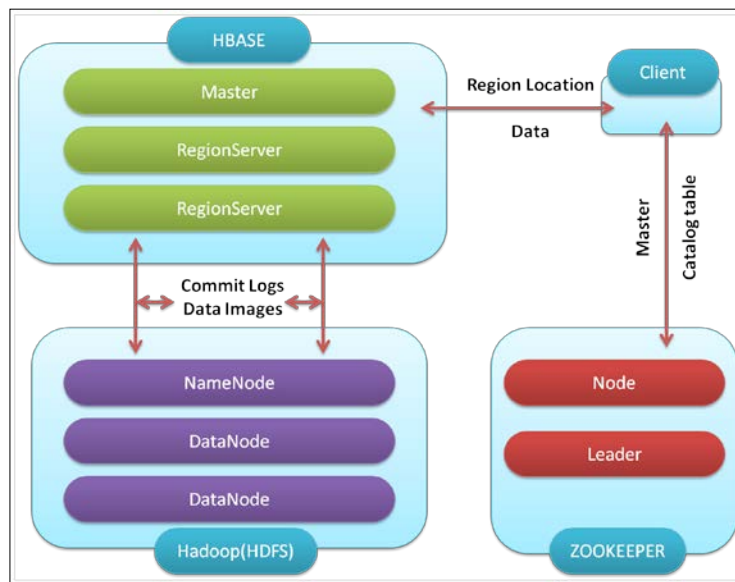 HBASE
Master
RegionServer
RegionServer
Region Location
Data
Client
Master
Catalog table
Commit Logs
Data Images
NameNode
DataNode
DataNode
Hadoop(HDFS)
Node
Leader
ZOOKEEPER